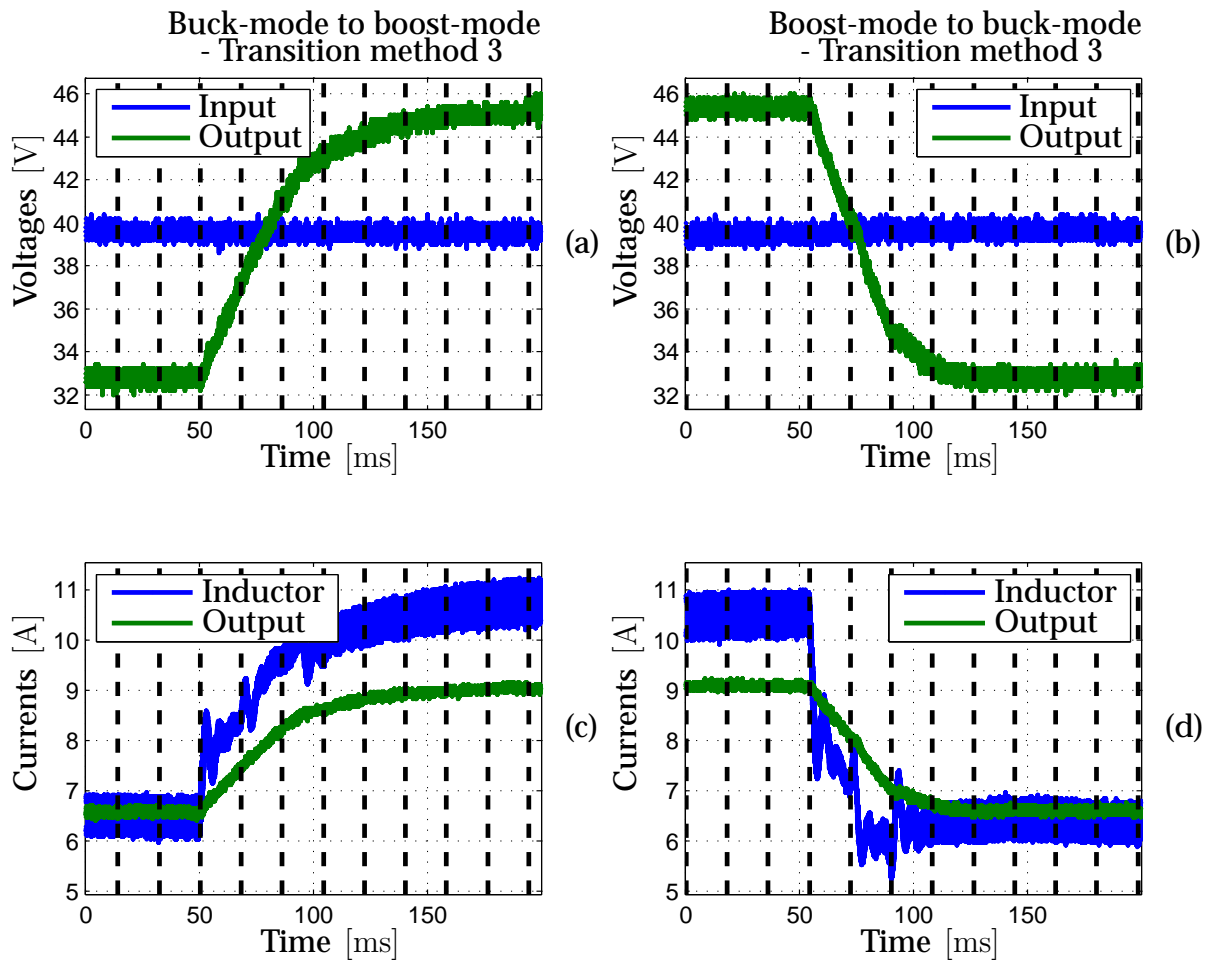 Buck-mode to boost-mode
- Transition method 3
46
44
42
40
38
36
34
32
Voltages [V]
Input
Output
0
50
100
150
Time [ms]
(a)
Boost-mode to buck-mode
- Transition method 3
46
44
42
40
38
36
34
32
Voltages [V]
Input
Output
0
50
100
150
Time [ms]
(b)
11
10
9
8
7
6
5
Currents [A]
Inductor
Output
0
50
100
150
Time [ms]
(c)
11
10
9
8
7
6
5
Currents [A]
Inductor
Output
0
50
100
150
Time [ms]
(d)